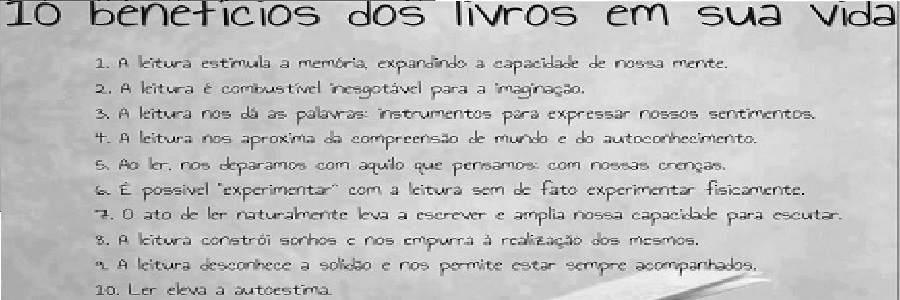 10 benefícios dos livros em sua vida
1. A leitura estimula a memória, expandindo a capacidade de nossa mente.
2. A leitura é combustível inesgotável para a imaginação.
3. A leitura nos dá as palavras: instrumentos para expressar nossos sentimentos.
4. A leitura nos aproxima da compreensão de mundo e do autoconhecimento.
5. Ao ler, nos deparamos com aquilo que pensamos: com nossas crenças.
6. É possível "experimentar" com a leitura sem de fato experimentar fisicamente.
7. O ato de ler naturalmente leva a escrever e amplia nossa capacidade para escutar.
8. A leitura constrói sonhos e nos empurra à realização dos mesmos.
9. A leitura desconhece a solidão e nos permite estar sempre acompanhados.
10. Ler eleva a autoestima.